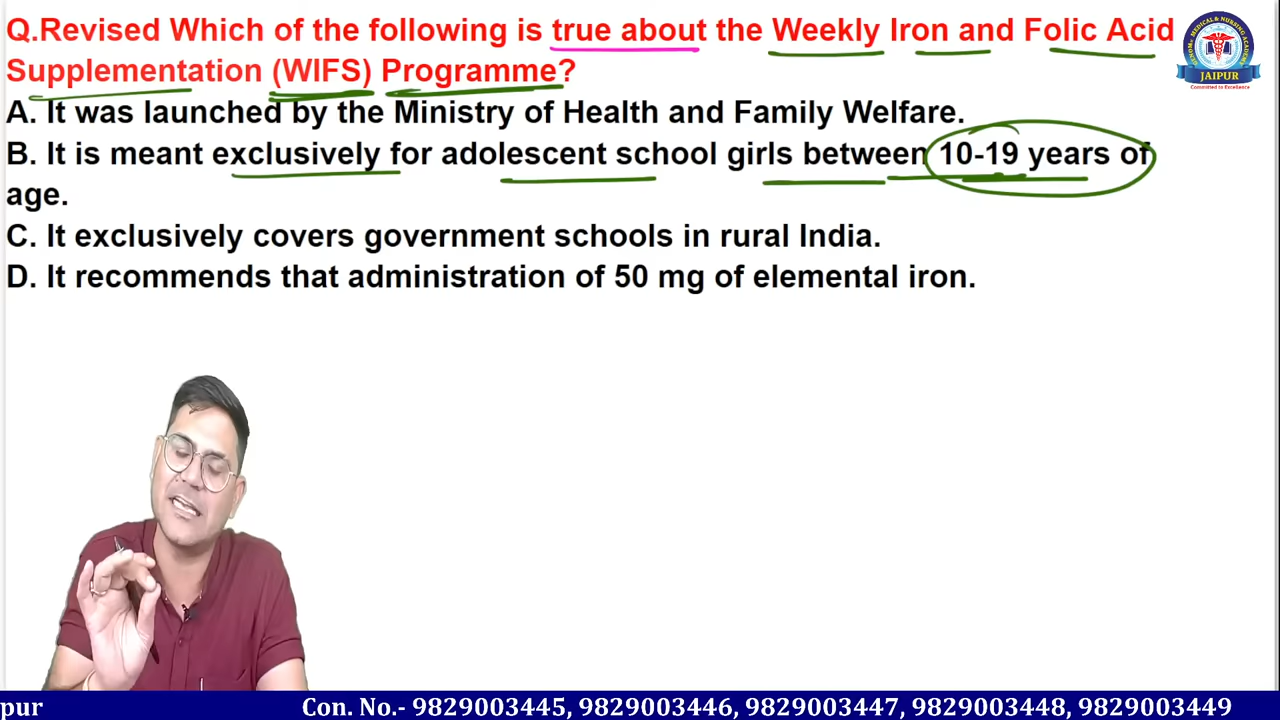 Q.Revised Which of the following is true about the Weekly Iron and Folic Acid
Supplementation (WIFS) Programme?
A. It was launched by the Ministry of Health and Family Welfare.
B. It is meant exclusively for adolescent school girls between 10-19 years of
age.
C. It exclusively covers government schools in rural India.
D. It recommends that administration of 50 mg of elemental iron.
JAIPUR
Committed to Excellence
pur Con. No.- 9829003445, 9829003446, 9829003447, 9829003448, 9829003449